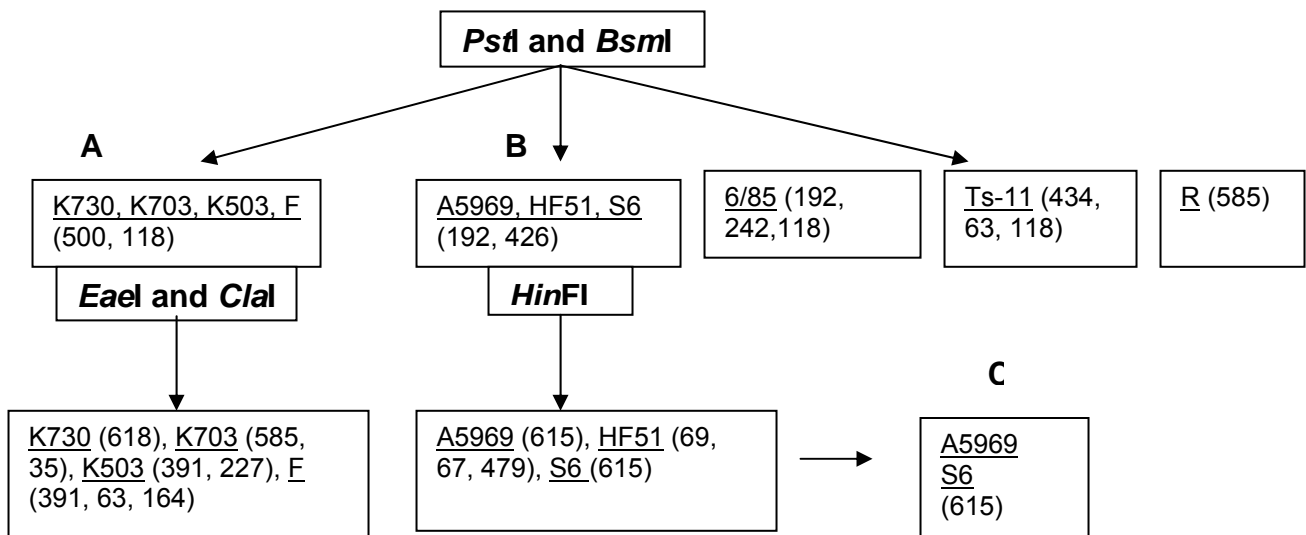 PstI and BsmI
A
B
K730, K703, K503, F
(500, 118)
A5969, HF51, S6
(192, 426)
6/85 (192,
242,118)
Ts-11 (434,
63, 118)
R (585)
EaeI and ClaI
HinFI
C
K730 (618), K703 (585,
35), K503 (391, 227), F
(391, 63, 164)
A5969 (615), HF51 (69,
67, 479), S6 (615)
A5969
S6
(615)